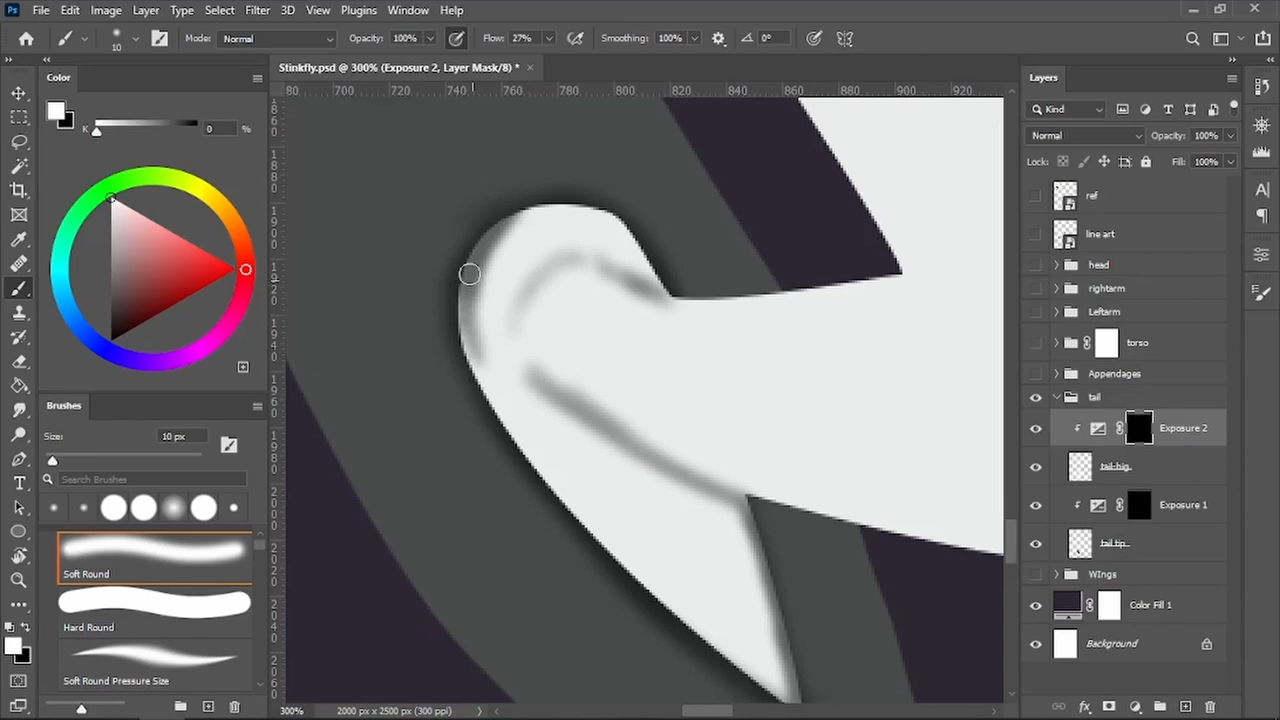 Ps File Edit Image Layer Type Select Filter 3D View Plugins Window Help
10 Mode: Normal Opacity: 100% Flow: 27% Smoothing: 100% 0°
Color
K 0 %
Brushes
Size: 10 px
Search Brushes
Soft Round
Hard Round
Soft Round Pressure Size
Stinkfly.psd @ 300% (Exposure 2, Layer Mask/8) *
80 700 720 740 760 780 800 820 840 860 880 900 920
300% 2000 px x 2500 px (300 ppi)
Layers
Kind
Normal Opacity: 100%
Lock: Fill: 100%
ref
line art
head
rightarm
Leftarm
torso
Appendages
tail
Exposure 2
tail big
Exposure 1
tail tip
WIngs
Color Fill 1
Background
fx